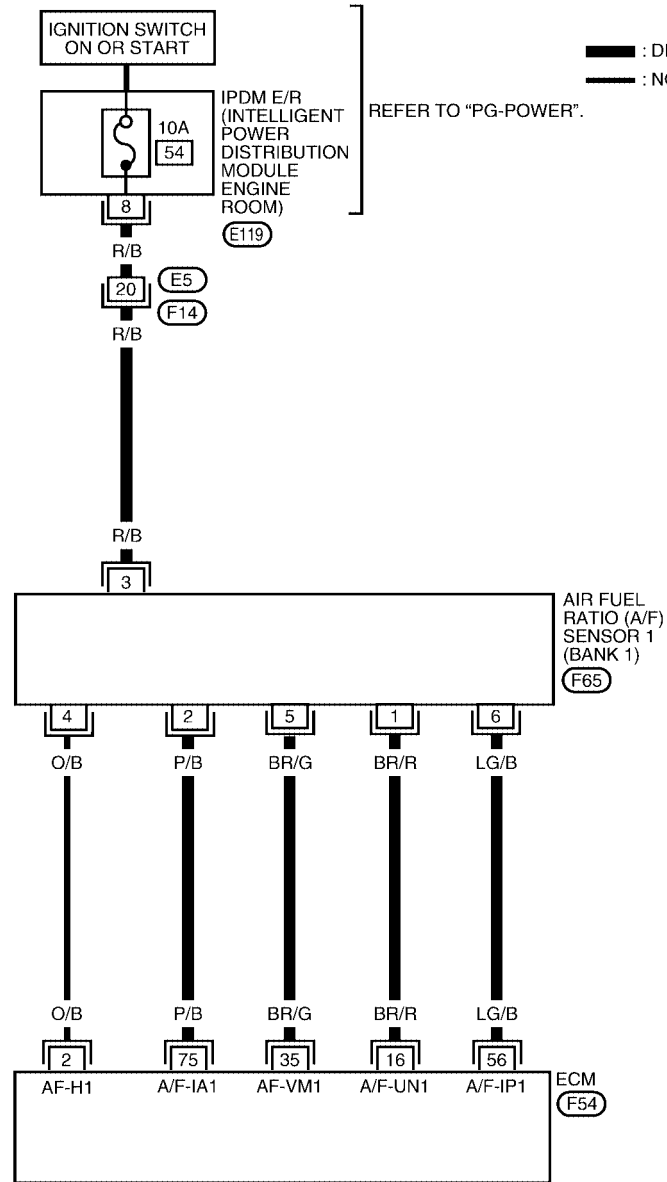 IGNITION SWITCH
ON OR START
: D
: N
IPDM E/R
(INTELLIGENT
POWER
DISTRIBUTION
MODULE
ENGINE
ROOM)
REFER TO “PG-POWER”.
10A
54
8
E119
R/B
20
E5
F14
R/B
R/B
3
AIR FUEL
RATIO (A/F)
SENSOR 1
(BANK 1)
F65
4 2 5 1 6
O/B P/B BR/G BR/R LG/B
O/B P/B BR/G BR/R LG/B
2 75 35 16 56
AF-H1 A/F-IA1 AF-VM1 A/F-UN1 A/F-IP1
ECM
F54